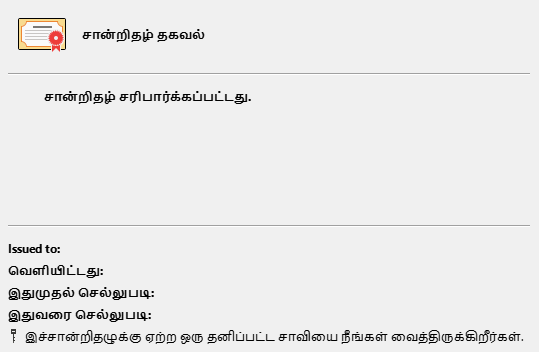 சான்றிதழ் தகவல்
சான்றிதழ் சரிபார்க்கப்பட்டது.
Issued to:
வெளியிட்டது:
இதுமுதல் செல்லுபடி:
இதுவரை செல்லுபடி:
இச்சான்றிதழுக்கு ஏற்ற ஒரு தனிப்பட்ட சாவியை நீங்கள் வைத்திருக்கிறீர்கள்.